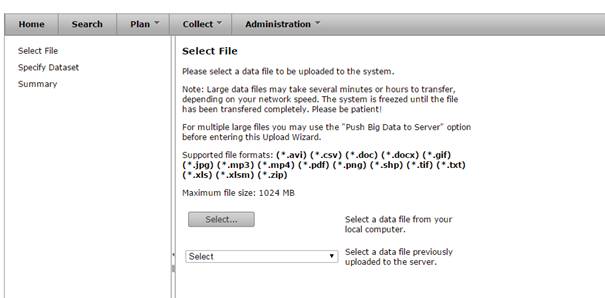 Home Search Plan Collect Administration
Select File
Specify Dataset
Summary
Select File
Please select a data file to be uploaded to the system.
Note: Large data files may take several minutes or hours to transfer,
depending on your network speed. The system is freezed until the file
has been transfered completely. Please be patient!
For multiple large files you may use the "Push Big Data to Server" option
before entering this Upload Wizard.
Supported file formats: (*.avi) (*.csv) (*.doc) (*.docx) (*.gif)
(*.jpg) (*.mp3) (*.mp4) (*.pdf) (*.png) (*.shp) (*.tif) (*.txt)
(*.xls) (*.xlsm) (*.zip)
Maximum file size: 1024 MB
Select...
Select a data file from your
local computer.
Select
Select a data file previously
uploaded to the server.